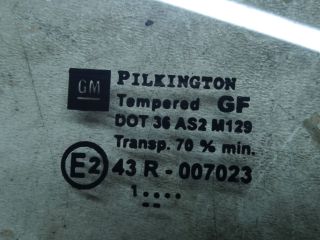 GM PILKINGTON
Tempered GF
DOT 36 AS2 M129
Transp. 70 % min.
E2 43 R - 007023
1....